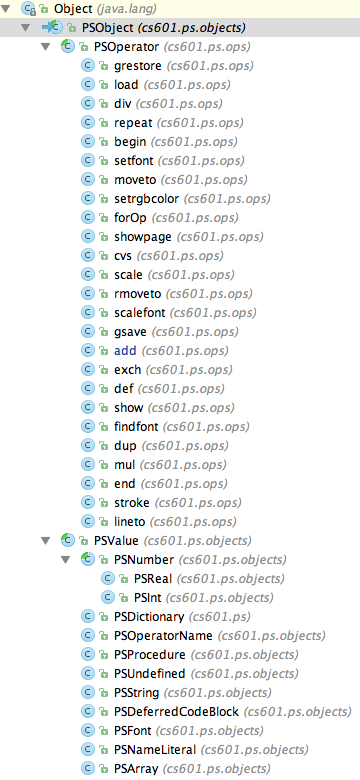 Object (java.lang)
PSObject (cs601.ps.objects)
PSOperator (cs601.ps.ops)
grestore (cs601.ps.ops)
load (cs601.ps.ops)
div (cs601.ps.ops)
repeat (cs601.ps.ops)
begin (cs601.ps.ops)
setfont (cs601.ps.ops)
moveto (cs601.ps.ops)
setrgbcolor (cs601.ps.ops)
forOp (cs601.ps.ops)
showpage (cs601.ps.ops)
cvs (cs601.ps.ops)
scale (cs601.ps.ops)
rmoveto (cs601.ps.ops)
scalefont (cs601.ps.ops)
gsave (cs601.ps.ops)
add (cs601.ps.ops)
exch (cs601.ps.ops)
def (cs601.ps.ops)
show (cs601.ps.ops)
findfont (cs601.ps.ops)
dup (cs601.ps.ops)
mul (cs601.ps.ops)
end (cs601.ps.ops)
stroke (cs601.ps.ops)
lineto (cs601.ps.ops)
PSValue (cs601.ps.objects)
PSNumber (cs601.ps.objects)
PSReal (cs601.ps.objects)
PSInt (cs601.ps.objects)
PSDictionary (cs601.ps)
PSOperatorName (cs601.ps.objects)
PSProcedure (cs601.ps.objects)
PSUndefined (cs601.ps.objects)
PSString (cs601.ps.objects)
PSDeferredCodeBlock (cs601.ps.objects)
PSFont (cs601.ps.objects)
PSNameLiteral (cs601.ps.objects)
PSArray (cs601.ps.objects)